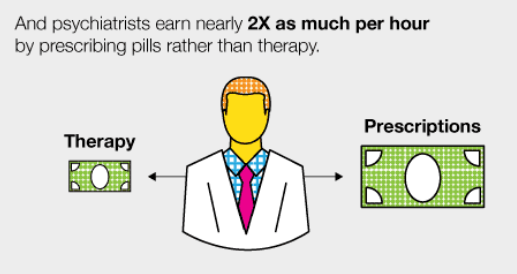 And psychiatrists earn nearly 2X as much per hour
by prescribing pills rather than therapy.
Therapy
Prescriptions